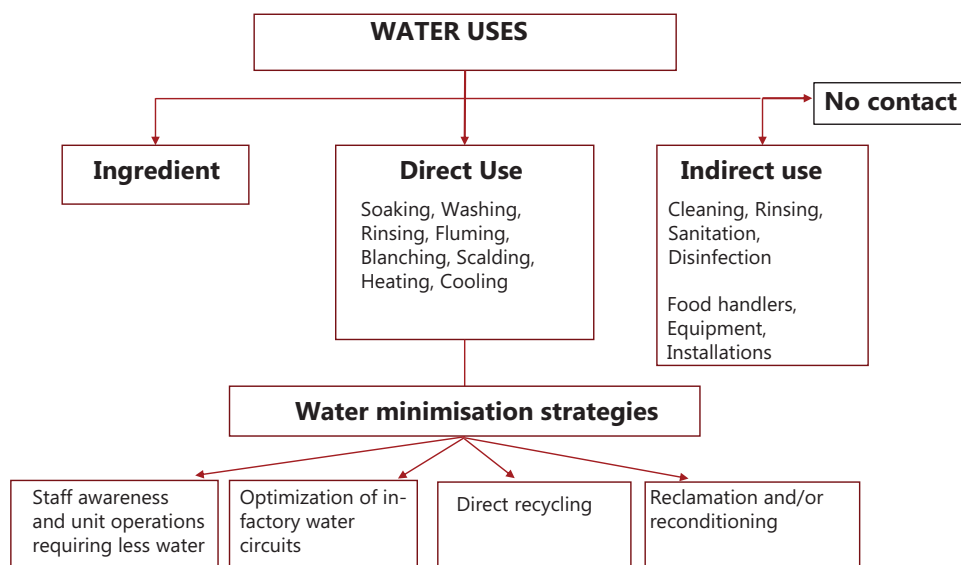 WATER USES
No contact
Ingredient
Direct Use
Soaking, Washing,
Rinsing, Fluming,
Blanching, Scalding,
Heating, Cooling
Indirect use
Cleaning, Rinsing,
Sanitation,
Disinfection
Food handlers,
Equipment,
Installations
Water minimisation strategies
Staff awareness
and unit operations
requiring less water
Optimization of in-
factory water
circuits
Direct recycling
Reclamation and/or
reconditioning